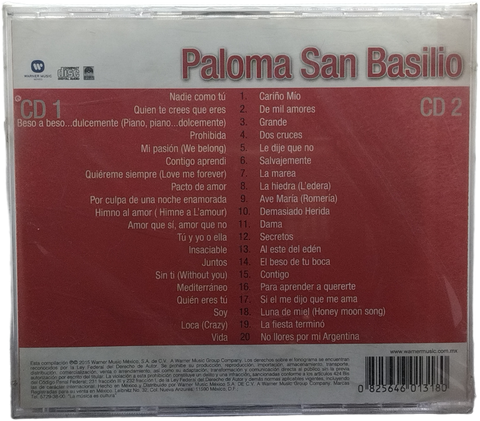 WARNER MUSIC
Paloma San Basilio
CD 1
CD 2
Nadie como tú 1. Cariño Mío
Quien te crees que eres 2. De mil amores
Beso a beso...dulcemente (Piano, piano...dolcemente) 3. Grande
Prohibida 4. Dos cruces
Mi pasión (We belong) 5. Le dije que no
Contigo aprendí 6. Salvajemente
Quiéreme siempre (Love me forever) 7. La marea
Pacto de amor 8. La hiedra (L'edera)
Por culpa de una noche enamorada 9. Ave María (Romería)
Himno al amor ( Himne a L'amour) 10. Demasiado Herida
Amor que sí, amor que no 11. Dama
Tú y yo o ella 12. Secretos
Insaciable 13. Al este del edén
Juntos 14. El beso de tu boca
Sin ti (Without you) 15. Contigo
Mediterráneo 16. Para aprender a quererte
Quién eres tú 17. Si el me dijo que me ama
Soy 18. Luna de miel (Honey moon song)
Loca (Crazy) 19. La fiesta terminó
Vida 20 No llores por mi Argentina
www.warnermusic.com.mx
0 825646 013180